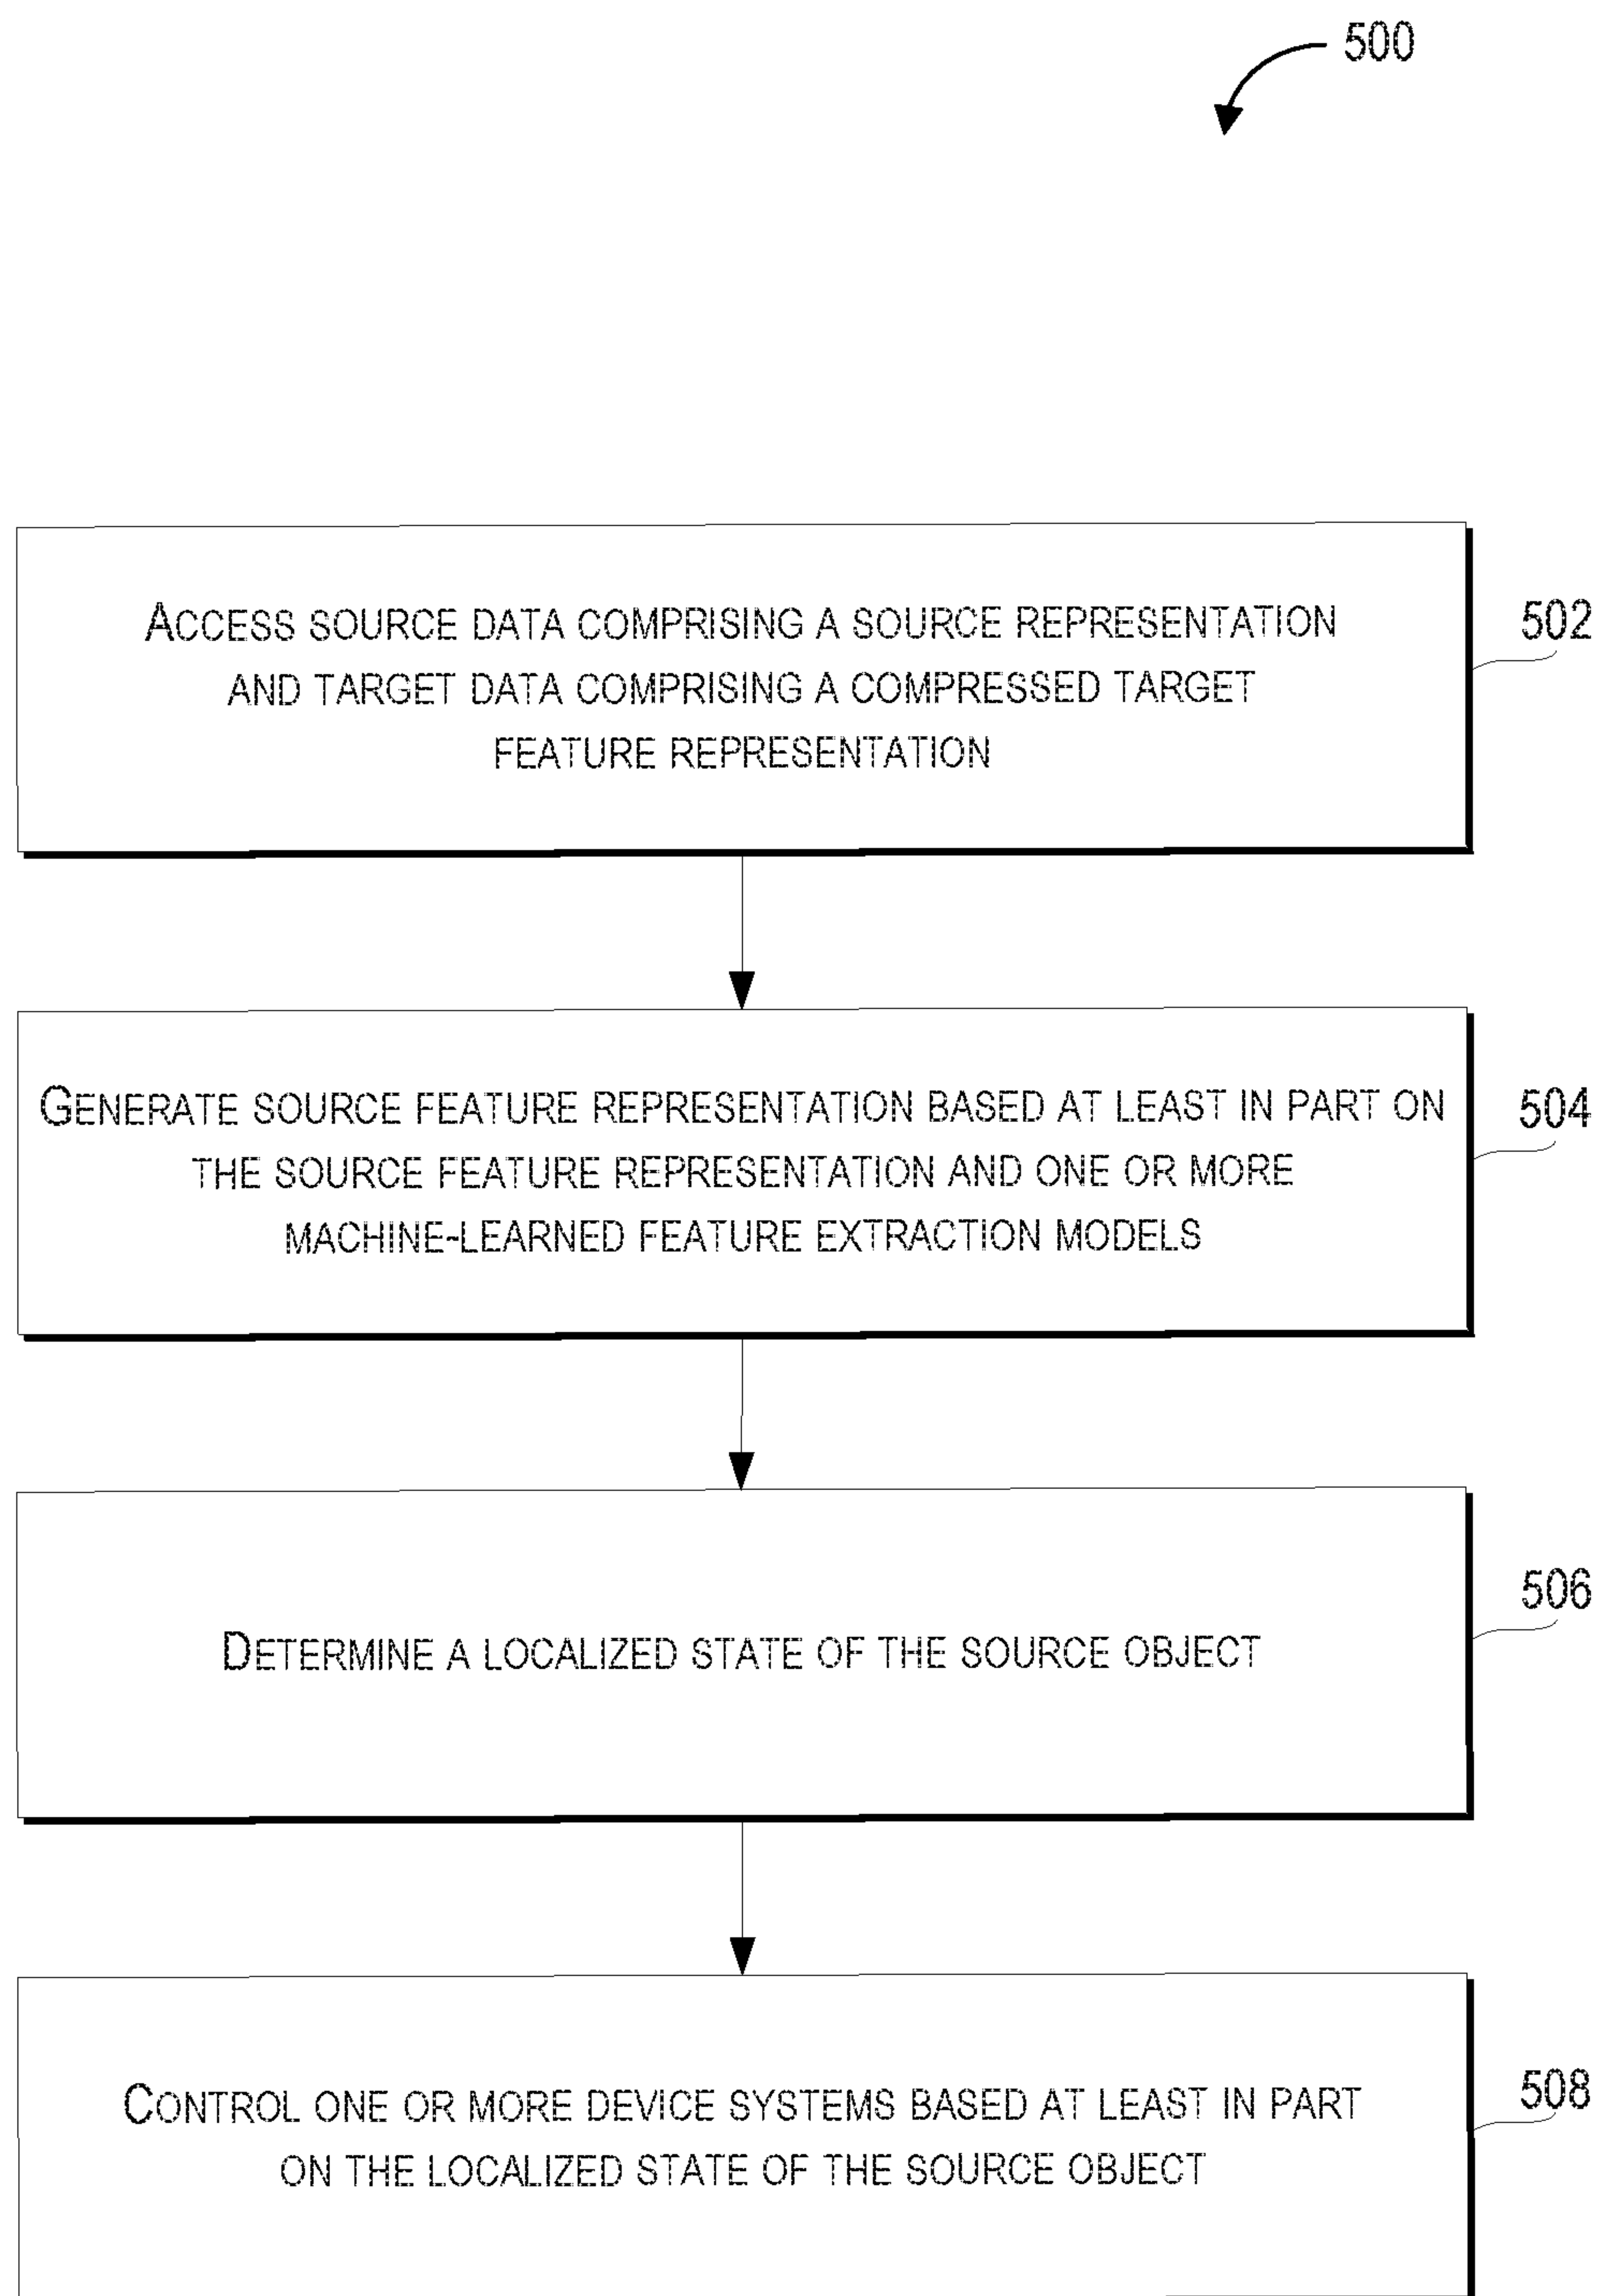 500
ACCESS SOURCE DATA COMPRISING A SOURCE REPRESENTATION
AND TARGET DATA COMPRISING A COMPRESSED TARGET
FEATURE REPRESENTATION
502
GENERATE SOURCE FEATURE REPRESENTATION BASED AT LEAST IN PART ON
THE SOURCE FEATURE REPRESENTATION AND ONE OR MORE
MACHINE-LEARNED FEATURE EXTRACTION MODELS
504
DETERMINE A LOCALIZED STATE OF THE SOURCE OBJECT
506
CONTROL ONE OR MORE DEVICE SYSTEMS BASED AT LEAST IN PART
ON THE LOCALIZED STATE OF THE SOURCE OBJECT
508